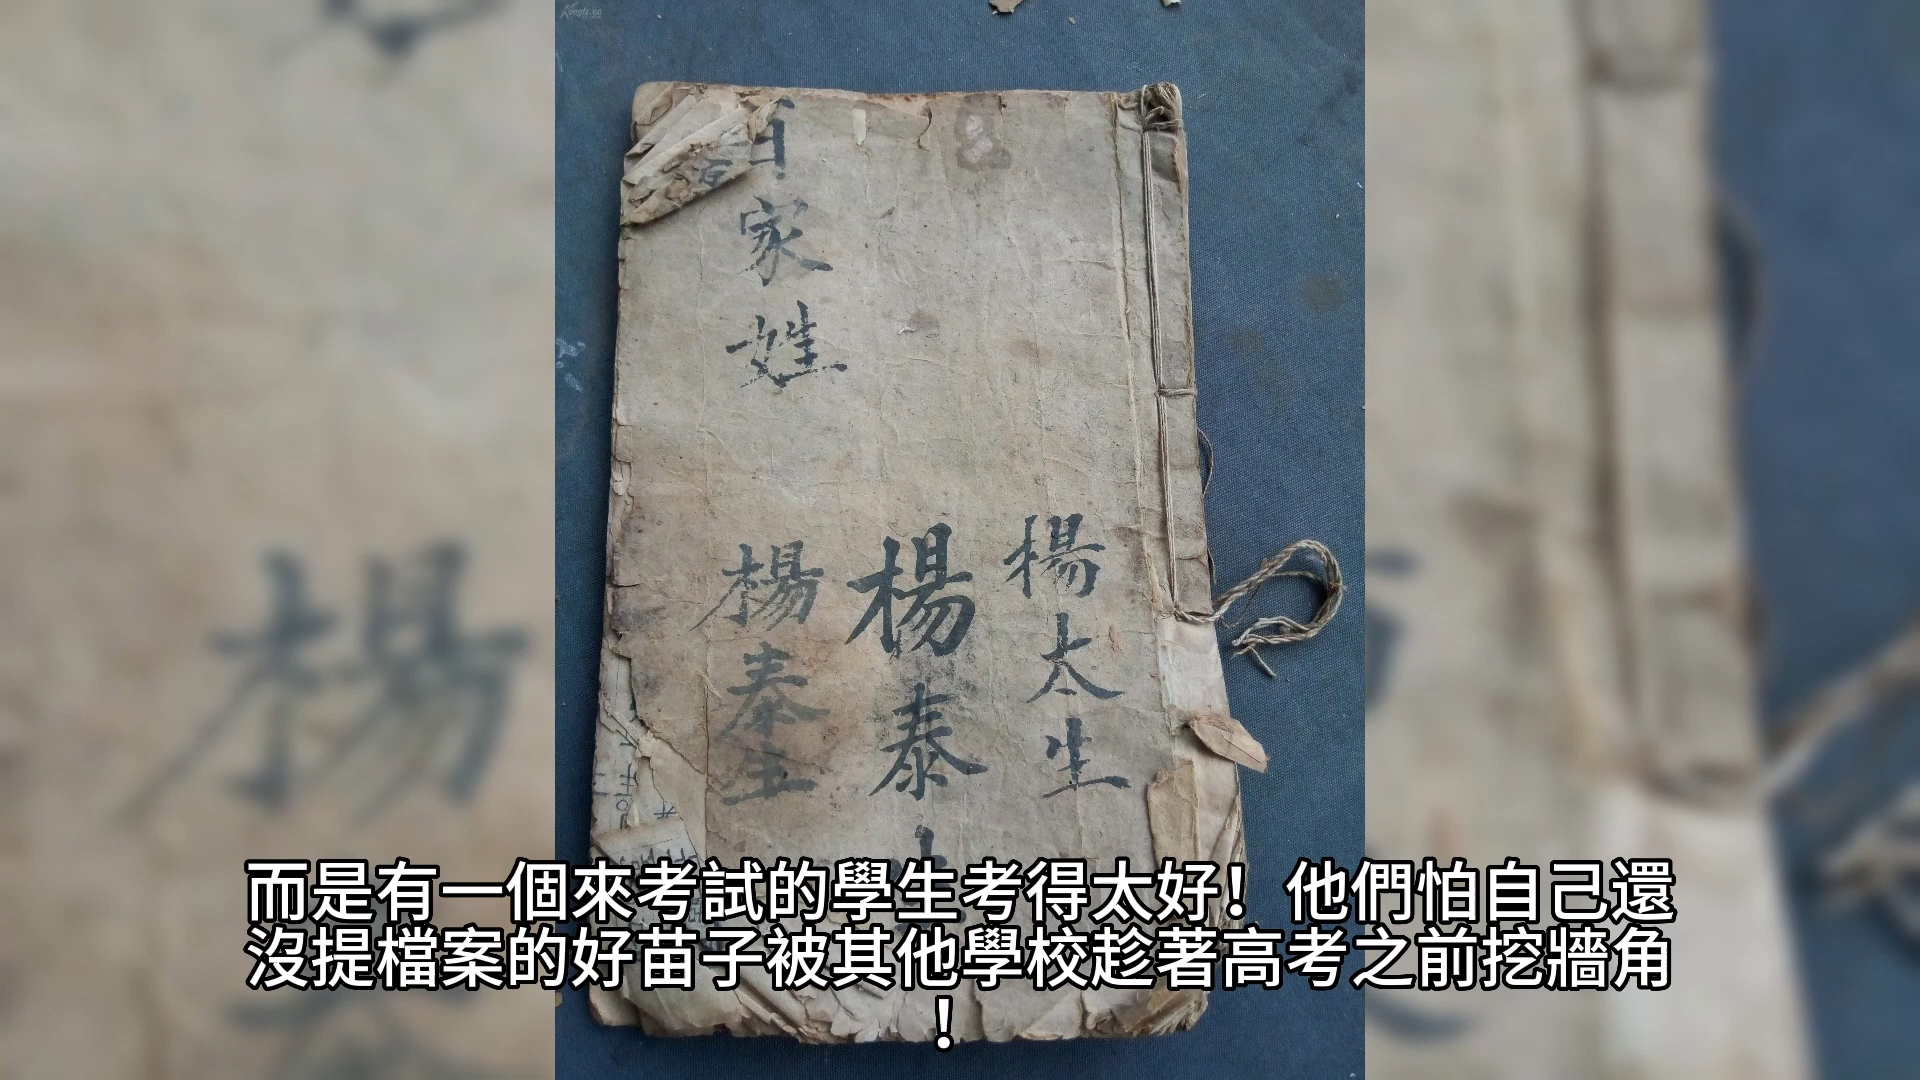 百家姓
楊太生
楊泰生
楊泰生
而是有一個來考試的學生考得太好！他們怕自己還
沒提檔案的好苗子被其他學校趁著高考之前挖牆角
！